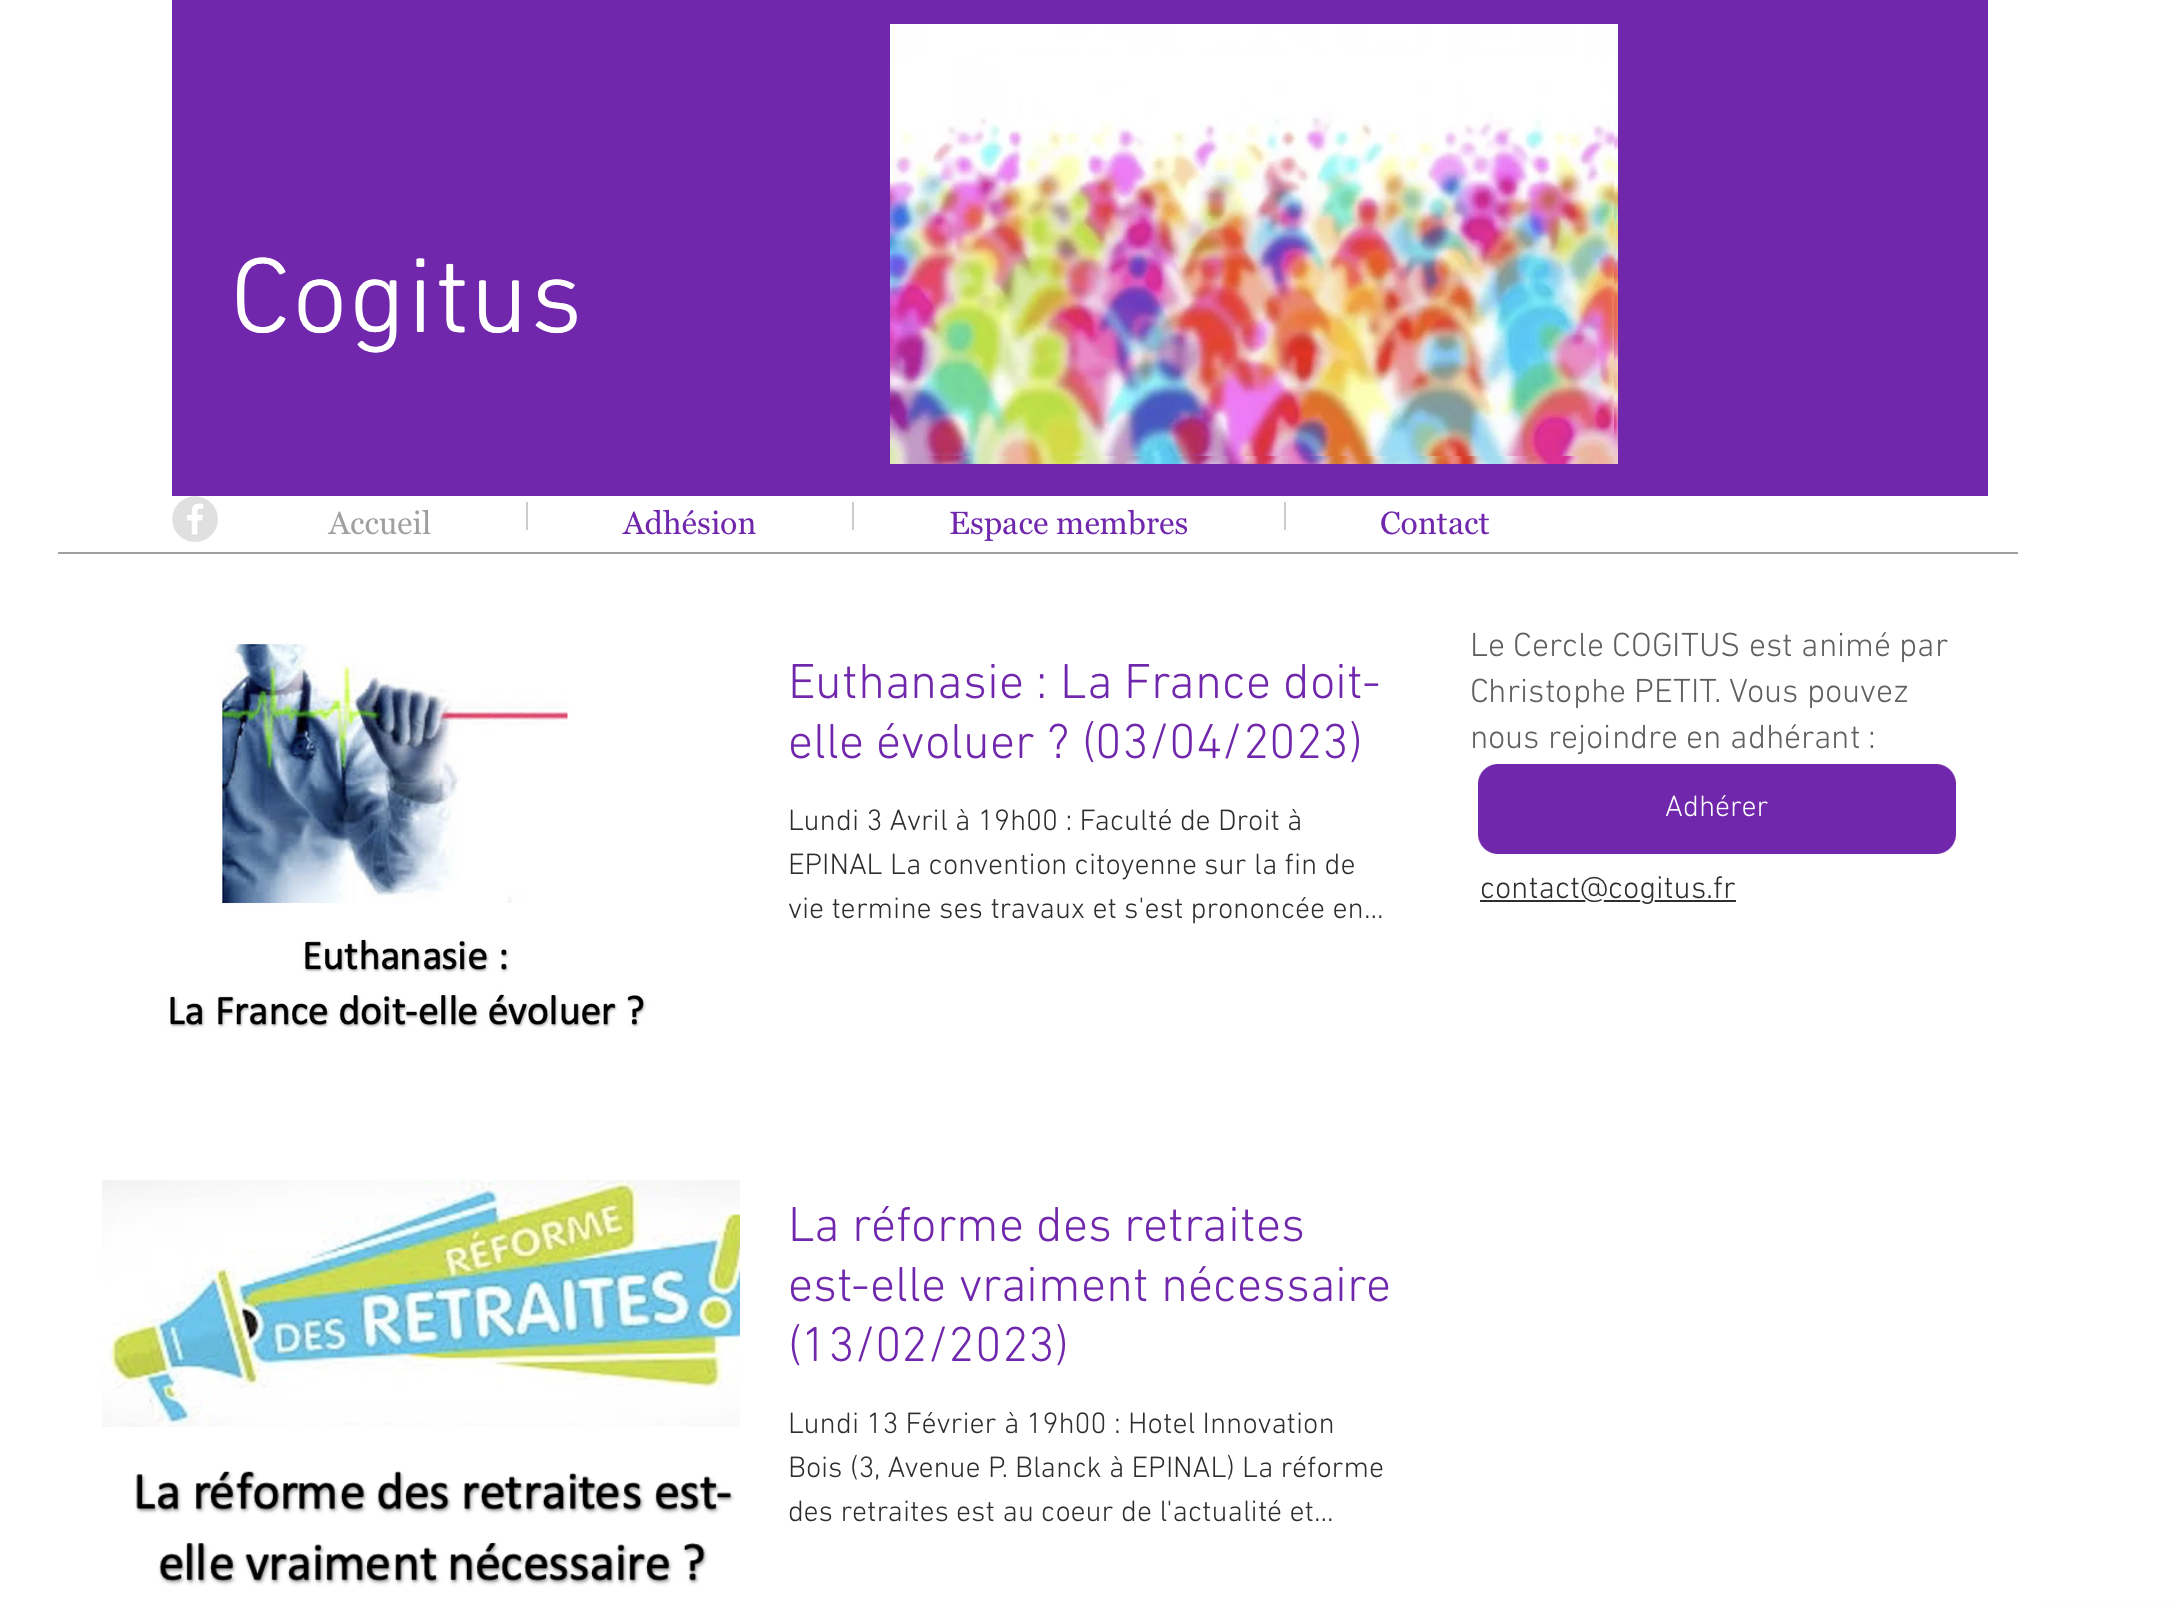 Cogitus
Accueil
Adhésion
Espace membres
Contact
Euthanasie :
La France doit-elle évoluer ?
Euthanasie : La France doit-
elle évoluer ? (03/04/2023)
Lundi 3 Avril à 19h00 : Faculté de Droit à
EPINAL La convention citoyenne sur la fin de
vie termine ses travaux et s'est prononcée en...
Le Cercle COGITUS est animé par
Christophe PETIT. Vous pouvez
nous rejoindre en adhérant :
Adhérer
contact@cogitus.fr
RÉFORME
DES RETRAITES!
La réforme des retraites est-
elle vraiment nécessaire ?
La réforme des retraites
est-elle vraiment nécessaire
(13/02/2023)
Lundi 13 Février à 19h00 : Hotel Innovation
Bois (3, Avenue P. Blanck à EPINAL) La réforme
des retraites est au coeur de l'actualité et...